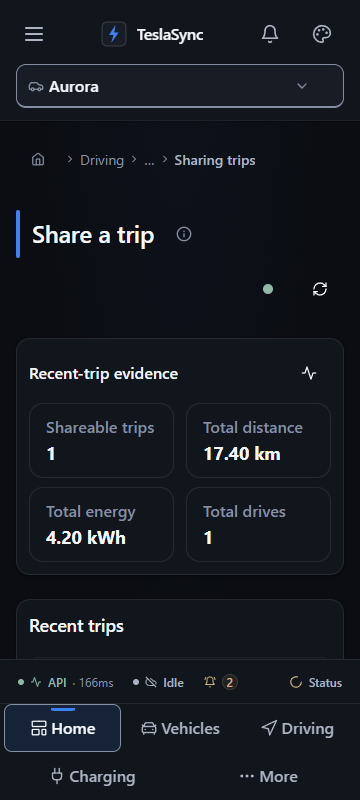 TeslaSync
Aurora
Driving ... Sharing trips
Share a trip
Recent-trip evidence
Shareable trips
1
Total distance
17.40 km
Total energy
4.20 kWh
Total drives
1
Recent trips
API · 166ms Idle 2 Status
Home Vehicles Driving
Charging More